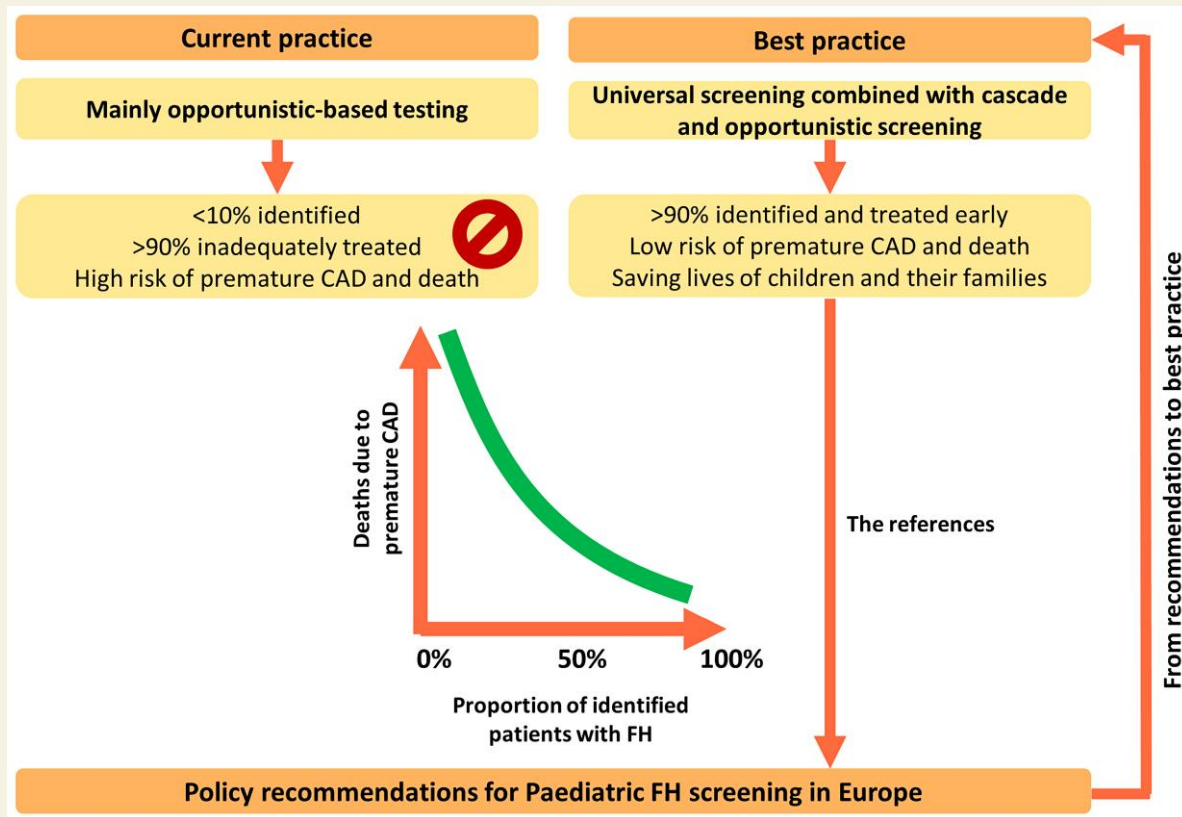 Current practice
Mainly opportunistic-based testing
<10% identified
>90% inadequately treated
High risk of premature CAD and death
Best practice
Universal screening combined with cascade
and opportunistic screening
>90% identified and treated early
Low risk of premature CAD and death
Saving lives of children and their families
Deaths due to
premature CAD
0% 50% 100%
Proportion of identified
patients with FH
The references
From recommendations to best practice
Policy recommendations for Paediatric FH screening in Europe